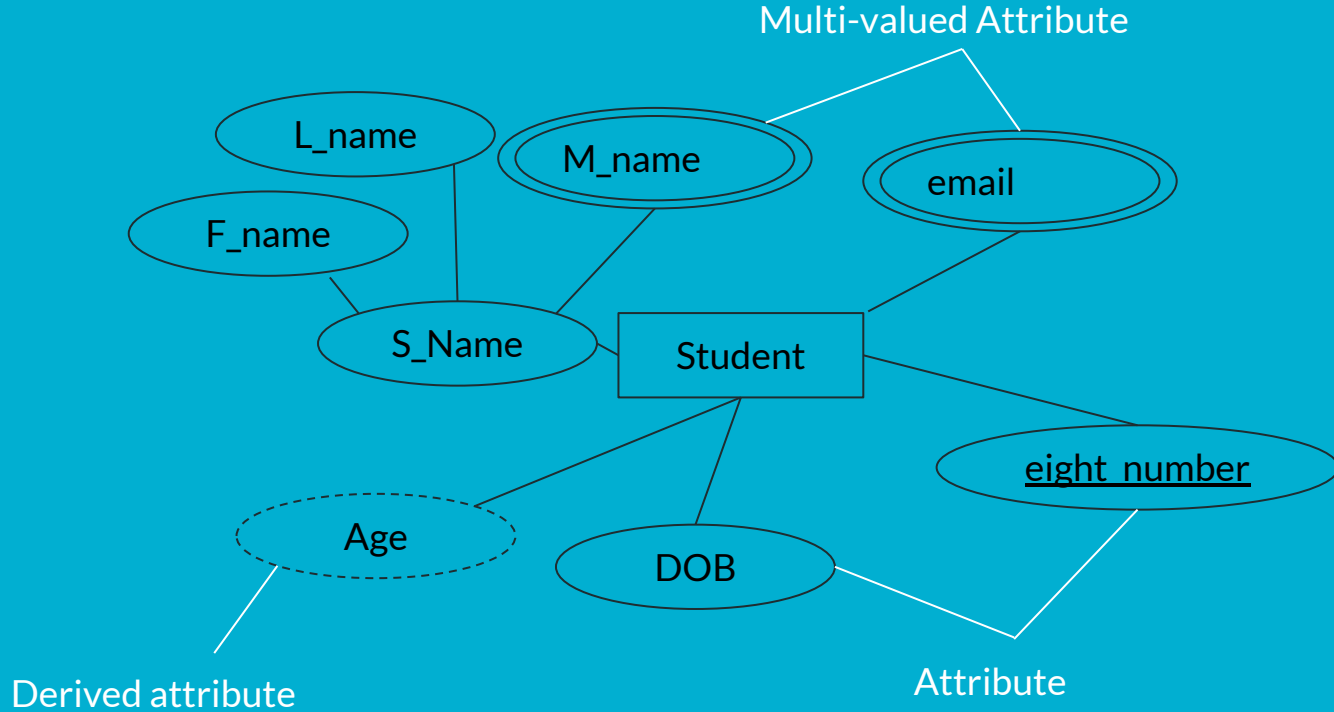 Multi-valued Attribute
L_name
M_name
email
F_name
S_Name
Student
eight_number
Age
DOB
Derived attribute
Attribute